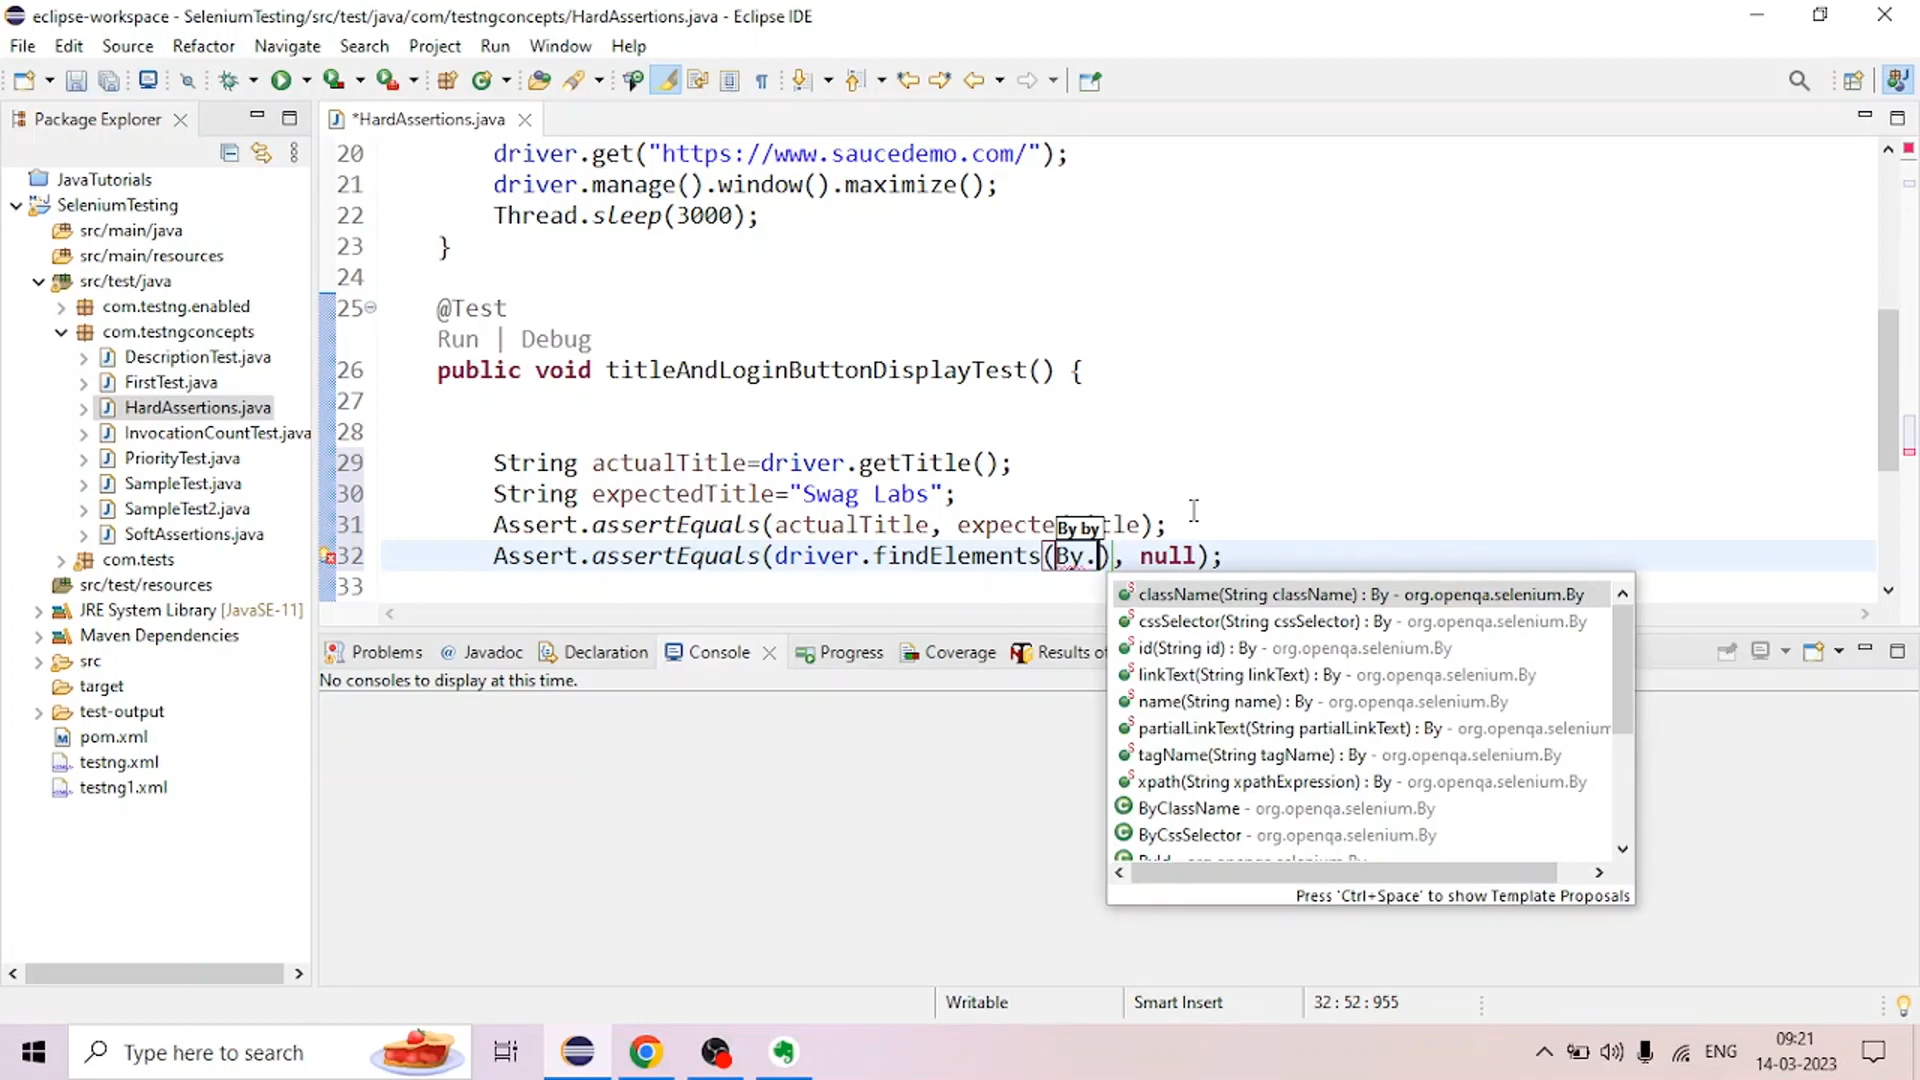 eclipse-workspace - SeleniumTesting/src/test/java/com/testngconcepts/HardAssertions.java - Eclipse IDE
File Edit Source Refactor Navigate Search Project Run Window Help
Package Explorer
JavaTutorials
SeleniumTesting
src/main/java
src/main/resources
src/test/java
com.testng.enabled
com.testngconcepts
DescriptionTest.java
FirstTest.java
HardAssertions.java
InvocationCountTest.java
PriorityTest.java
SampleTest.java
SampleTest2.java
SoftAssertions.java
com.tests
src/test/resources
JRE System Library [JavaSE-11]
Maven Dependencies
src
target
test-output
pom.xml
testng.xml
testng1.xml
*HardAssertions.java
20 driver.get("https://www.saucedemo.com/");
21 driver.manage().window().maximize();
22 Thread.sleep(3000);
23 }
24
25 @Test
Run | Debug
26 public void titleAndLoginButtonDisplayTest() {
27
28
29 String actualTitle=driver.getTitle();
30 String expectedTitle="Swag Labs";
31 Assert.assertEquals(actualTitle, expecte tle);
By by
32 Assert.assertEquals(driver.findElements(By.), null);
33
className(String className) : By - org.openqa.selenium.By
cssSelector(String cssSelector) : By - org.openqa.selenium.By
id(String id) : By - org.openqa.selenium.By
linkText(String linkText) : By - org.openqa.selenium.By
name(String name) : By - org.openqa.selenium.By
partialLinkText(String partialLinkText) : By - org.openqa.selenium
tagName(String tagName) : By - org.openqa.selenium.By
xpath(String xpathExpression) : By - org.openqa.selenium.By
ByClassName - org.openqa.selenium.By
ByCssSelector - org.openqa.selenium.By
Press 'Ctrl+Space' to show Template Proposals
Problems Javadoc Declaration Console Progress Coverage Results of
No consoles to display at this time.
Writable Smart Insert 32 : 52 : 955
Type here to search
ENG
09:21
14-03-2023